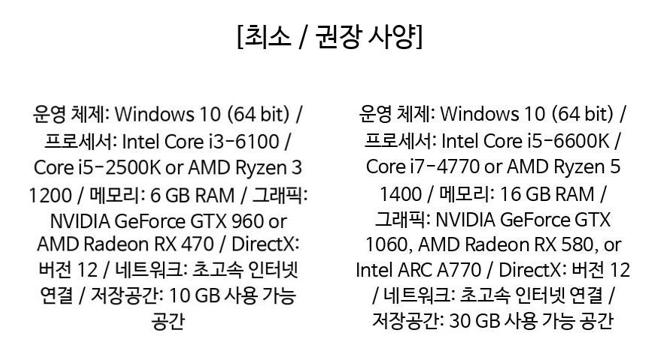 [최소 / 권장 사양]
운영 체제: Windows 10 (64 bit) /
프로세서: Intel Core i3-6100 /
Core i5-2500K or AMD Ryzen 3
1200 / 메모리: 6 GB RAM / 그래픽:
NVIDIA GeForce GTX 960 or
AMD Radeon RX 470 / DirectX:
버전 12 / 네트워크: 초고속 인터넷
연결 / 저장공간: 10 GB 사용 가능
공간
운영 체제: Windows 10 (64 bit) /
프로세서: Intel Core i5-6600K /
Core i7-4770 or AMD Ryzen 5
1400 / 메모리: 16 GB RAM /
그래픽: NVIDIA GeForce GTX
1060, AMD Radeon RX 580, or
Intel ARC A770 / DirectX: 버전 12
/ 네트워크: 초고속 인터넷 연결 /
저장공간: 30 GB 사용 가능 공간